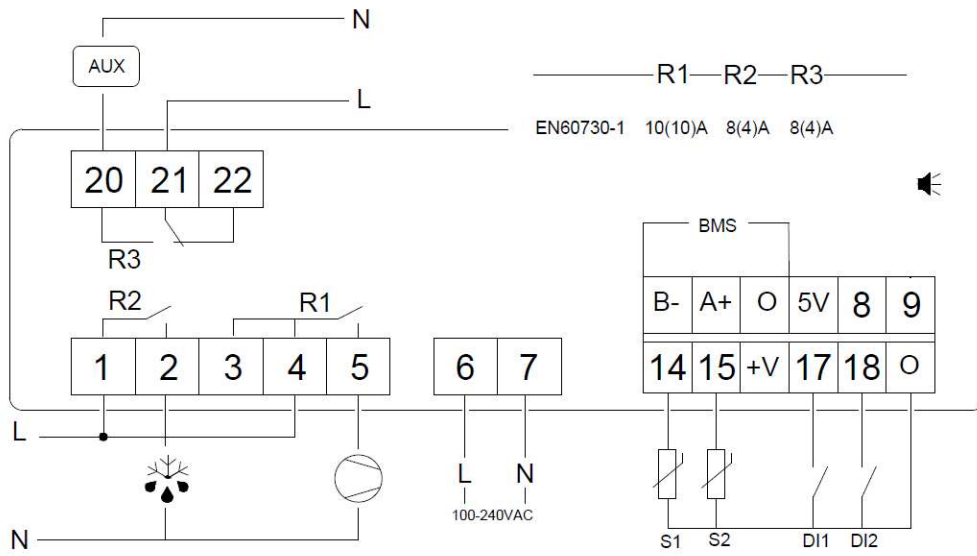 N
AUX
L
R1 R2 R3
EN60730-1 10(10)A 8(4)A 8(4)A
20 21 22
R3
BMS
R2 R1
B- A+ O 5V 8 9
1 2 3 4 5 6 7
14 15 +V 17 18 O
L
L N
100-240VAC
N
S1 S2 DI1 DI2